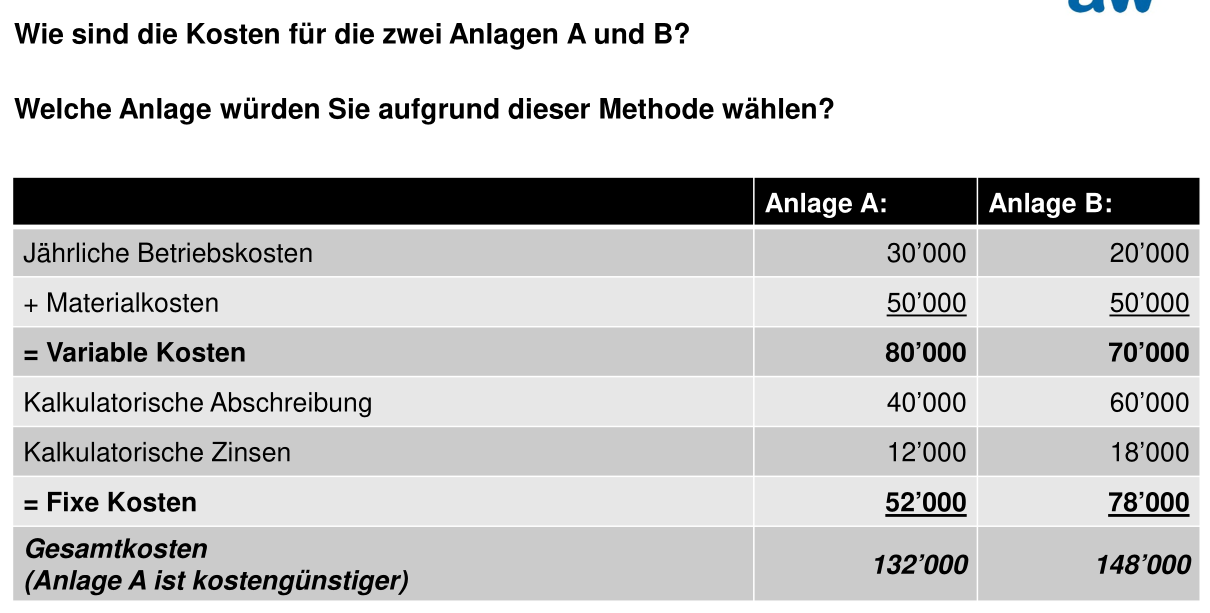 aw
Wie sind die Kosten für die zwei Anlagen A und B?
Welche Anlage würden Sie aufgrund dieser Methode wählen?
Anlage A: Anlage B:
Jährliche Betriebskosten 30’000 20’000
+ Materialkosten 50’000 50’000
= Variable Kosten 80’000 70’000
Kalkulatorische Abschreibung 40’000 60’000
Kalkulatorische Zinsen 12’000 18’000
= Fixe Kosten 52’000 78’000
Gesamtkosten
(Anlage A ist kostengünstiger) 132’000 148’000